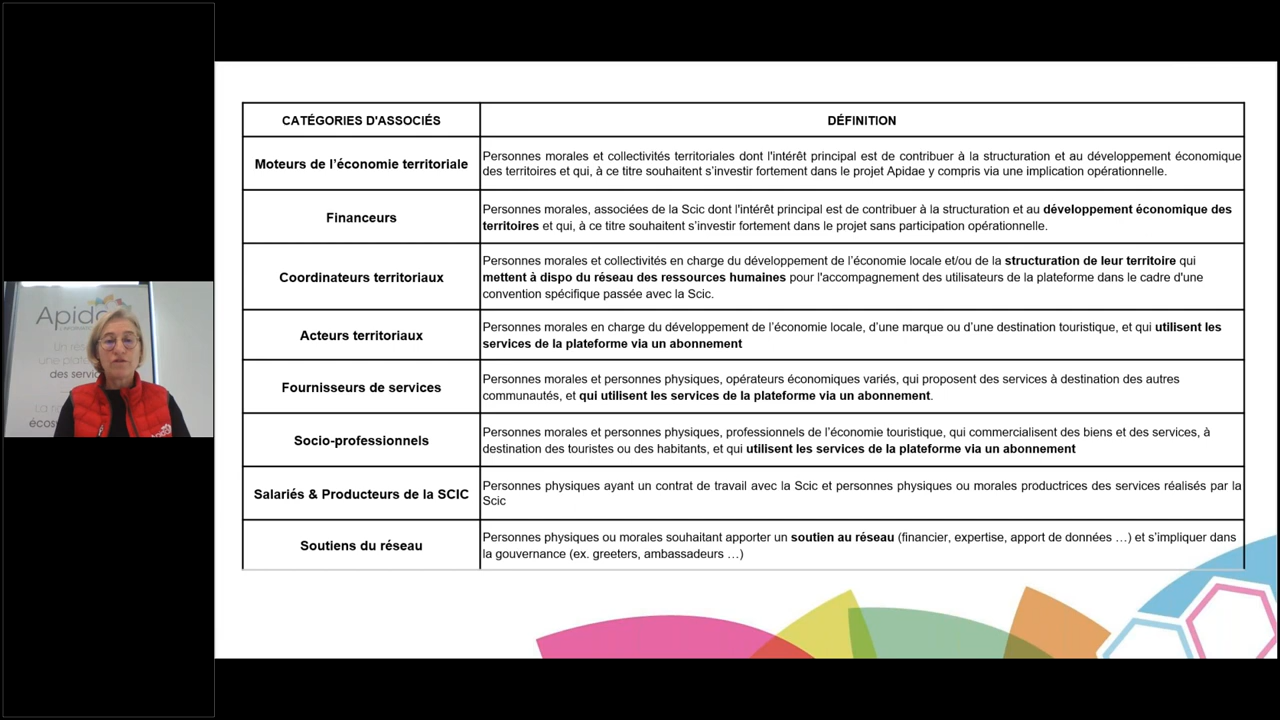 CATÉGORIES D'ASSOCIÉS
DÉFINITION
Moteurs de l’économie territoriale
Personnes morales et collectivités territoriales dont l'intérêt principal est de contribuer à la structuration et au développement économique
des territoires et qui, à ce titre souhaitent s’investir fortement dans le projet Apidae y compris via une implication opérationnelle.
Financeurs
Personnes morales, associées de la Scic dont l'intérêt principal est de contribuer à la structuration et au développement économique des
territoires et qui, à ce titre souhaitent s’investir fortement dans le projet sans participation opérationnelle.
Coordinateurs territoriaux
Personnes morales et collectivités en charge du développement de l’économie locale et/ou de la structuration de leur territoire qui
mettent à dispo du réseau des ressources humaines pour l'accompagnement des utilisateurs de la plateforme dans le cadre d'une
convention spécifique passée avec la Scic.
Acteurs territoriaux
Personnes morales en charge du développement de l’économie locale, d’une marque ou d’une destination touristique, et qui utilisent les
services de la plateforme via un abonnement
Fournisseurs de services
Personnes morales et personnes physiques, opérateurs économiques variés, qui proposent des services à destination des autres
communautés, et qui utilisent les services de la plateforme via un abonnement.
Socio-professionnels
Personnes morales et personnes physiques, professionnels de l’économie touristique, qui commercialisent des biens et des services, à
destination des touristes ou des habitants, et qui utilisent les services de la plateforme via un abonnement
Salariés & Producteurs de la SCIC
Personnes physiques ayant un contrat de travail avec la Scic et personnes physiques ou morales productrices des services réalisés par la
Scic
Soutiens du réseau
Personnes physiques ou morales souhaitant apporter un soutien au réseau (financier, expertise, apport de données …) et s’impliquer dans
la gouvernance (ex. greeters, ambassadeurs …)
Apida
des servic